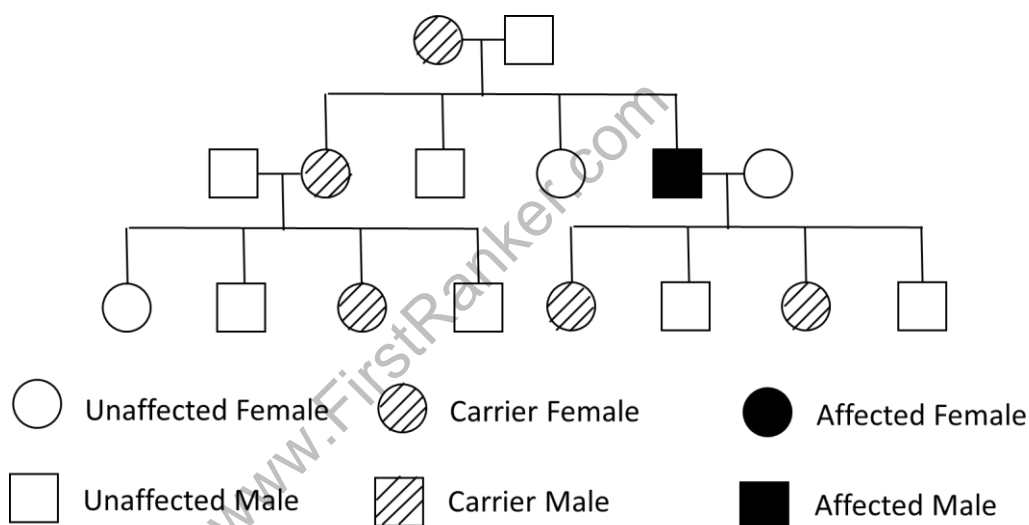 www.FirstRanker.com
Unaffected Female
Carrier Female
Affected Female
Unaffected Male
Carrier Male
Affected Male